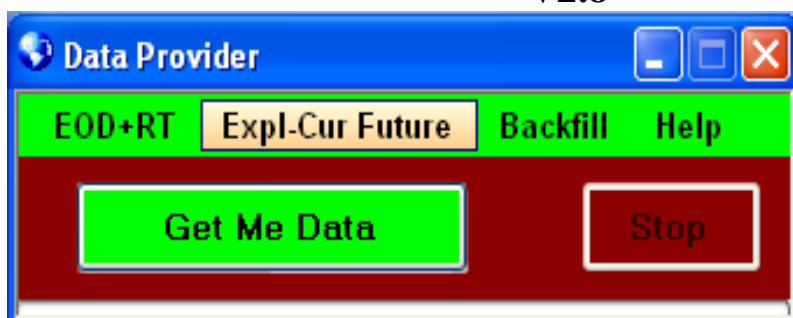 Data Provider
EOD+RT Expl-Cur Future Backfill Help
Get Me Data Stop